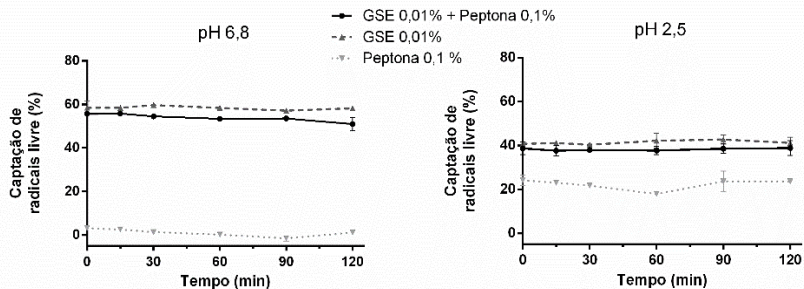 GSE 0,01% + Peptona 0,1%
GSE 0,01%
Peptona 0,1 %
pH 6,8
Captação de
radicais livre (%)
80
60
40
20
0
0 30 60 90 120
Tempo (min)
pH 2,5
Captação de
radicais livre (%)
80
60
40
20
0
0 30 60 90 120
Tempo (min)